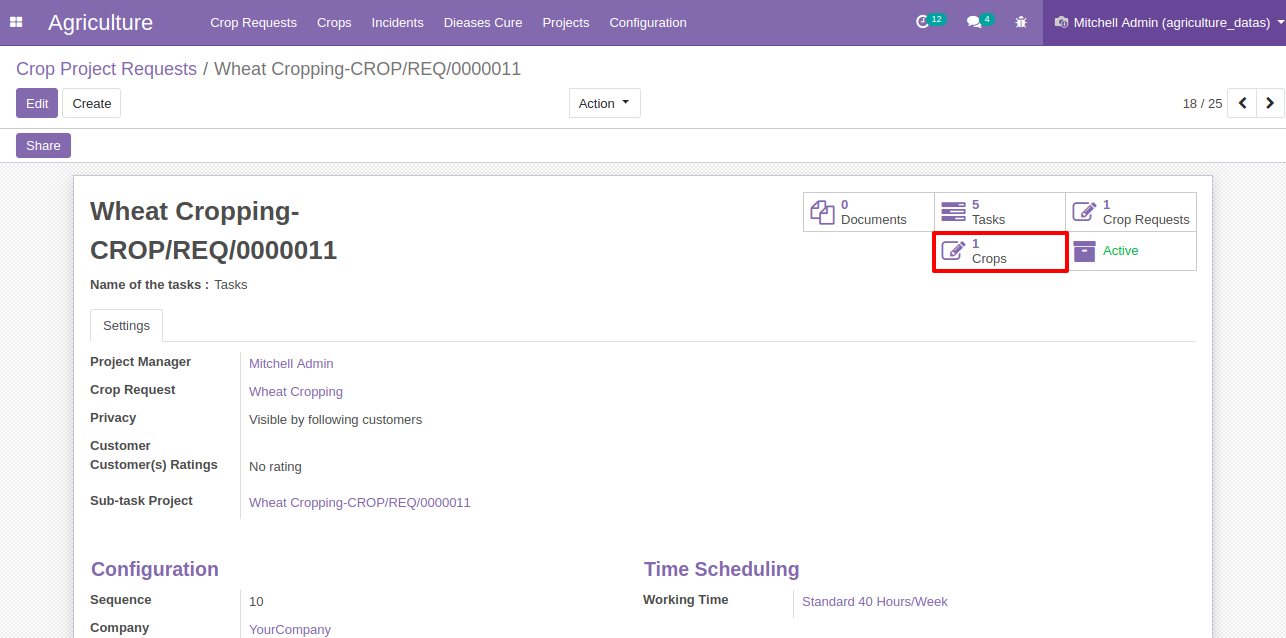 Agriculture Crop Requests Crops Incidents Dieases Cure Projects Configuration 12 4 Mitchell Admin (agriculture_datas)
Crop Project Requests / Wheat Cropping-CROP/REQ/0000011
Edit Create Action 18 / 25
Share
Wheat Cropping-
CROP/REQ/0000011
0
Documents
5
Tasks
1
Crop Requests
1
Crops
Active
Name of the tasks : Tasks
Settings
Project Manager Mitchell Admin
Crop Request Wheat Cropping
Privacy Visible by following customers
Customer
Customer(s) Ratings No rating
Sub-task Project Wheat Cropping-CROP/REQ/0000011
Configuration
Sequence 10
Company YourCompany
Time Scheduling
Working Time Standard 40 Hours/Week